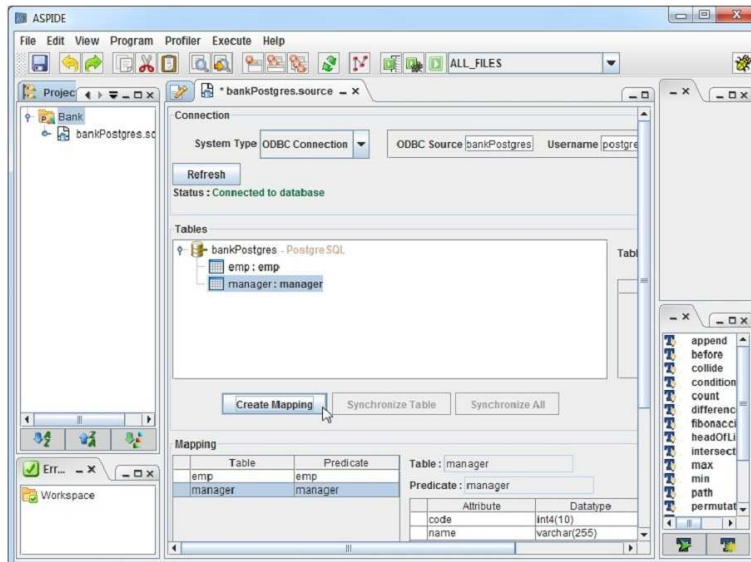 ASPIDE
File Edit View Program Profiler Execute Help
ALL_FILES
Projec
Bank
bankPostgres.sc
* bankPostgres.source
Connection
System Type ODBC Connection ODBC Source bankPostgres Username postgre
Refresh
Status : Connected to database
Tables
bankPostgres - PostgreSQL
emp : emp
manager : manager
Tabl
Create Mapping Synchronize Table Synchronize All
Mapping
Table Predicate
emp emp
manager manager
Table : manager
Predicate : manager
Attribute Datatype
code int4(10)
name varchar(255)
Err...
Workspace
append
before
collide
condition
count
differenc
fibonacci
headOfLi
intersect
max
min
path
permutat